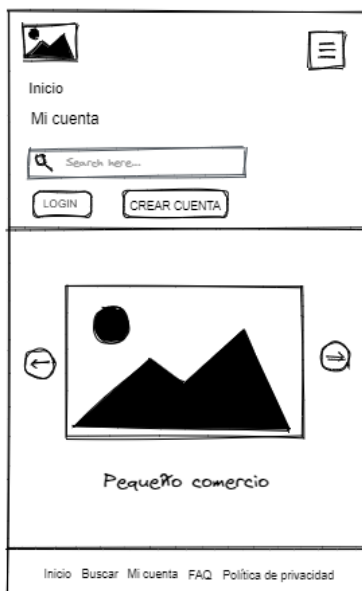 Inicio
Mi cuenta
Search here...
LOGIN CREAR CUENTA
Pequeño comercio
Inicio Buscar Mi cuenta FAQ Política de privacidad